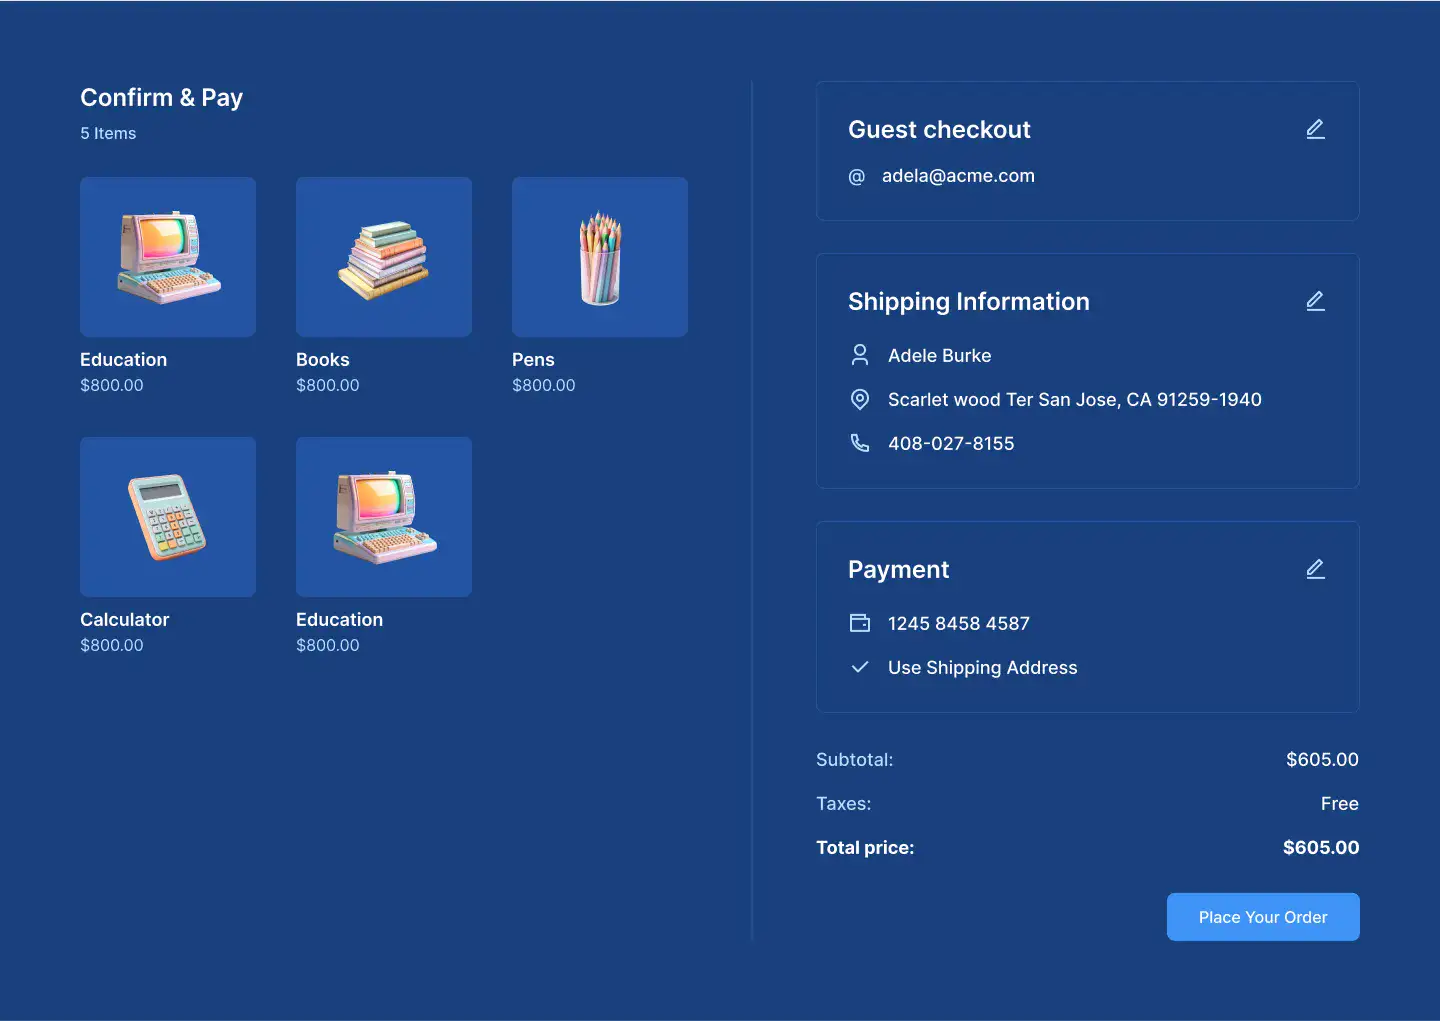 Confirm & Pay
5 Items
Education
$800.00
Books
$800.00
Pens
$800.00
Calculator
$800.00
Education
$800.00
Guest checkout
@ adela@acme.com
Shipping Information
Adele Burke
Scarlet wood Ter San Jose, CA 91259-1940
408-027-8155
Payment
1245 8458 4587
Use Shipping Address
Subtotal: $605.00
Taxes: Free
Total price: $605.00
Place Your Order